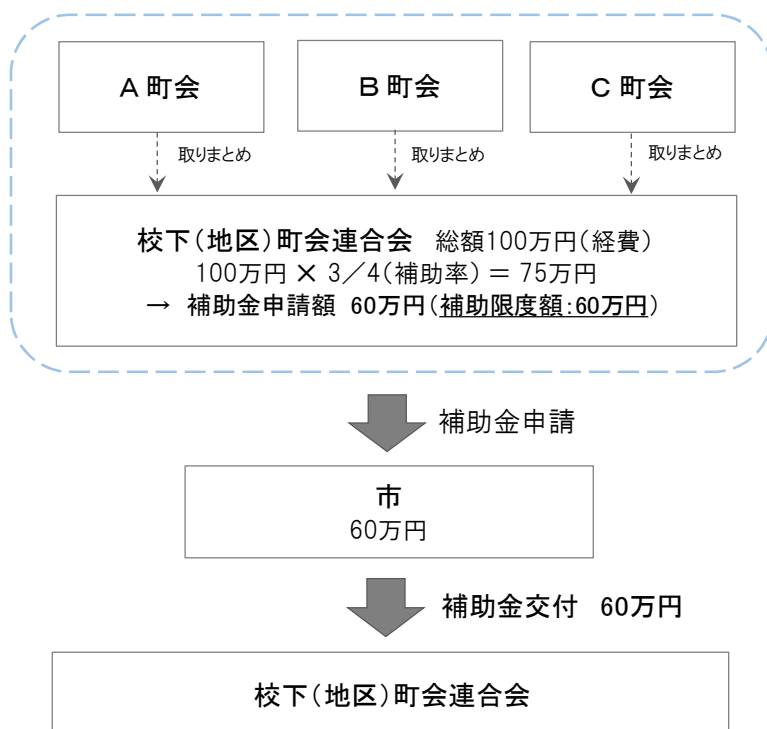 A 町会
B 町会
C 町会
取りまとめ
取りまとめ
取りまとめ
校下(地区)町会連合会 総額100万円(経費)
100万円 × 3/4(補助率) = 75万円
→ 補助金申請額 60万円(補助限度額:60万円)
補助金申請
市
60万円
補助金交付 60万円
校下(地区)町会連合会